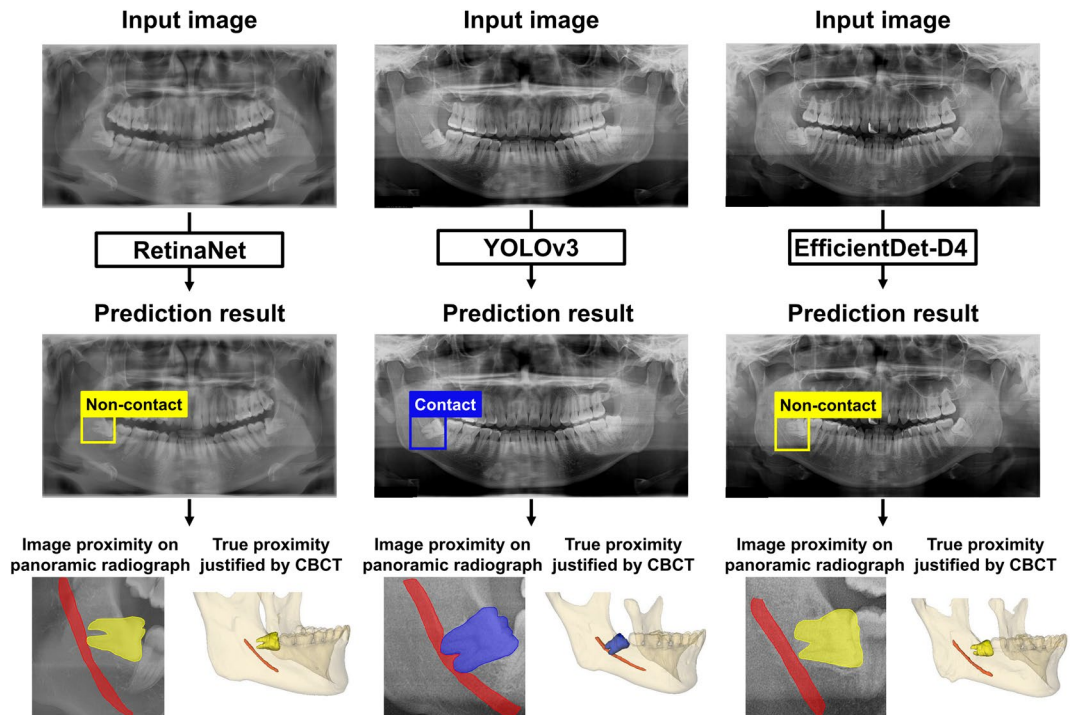 Input image
Input image
Input image
RetinaNet
YOLOv3
EfficientDet-D4
Prediction result
Prediction result
Prediction result
Non-contact
Contact
Non-contact
Image proximity on
panoramic radiograph
True proximity
justified by CBCT
Image proximity on
panoramic radiograph
True proximity
justified by CBCT
Image proximity on
panoramic radiograph
True proximity
justified by CBCT